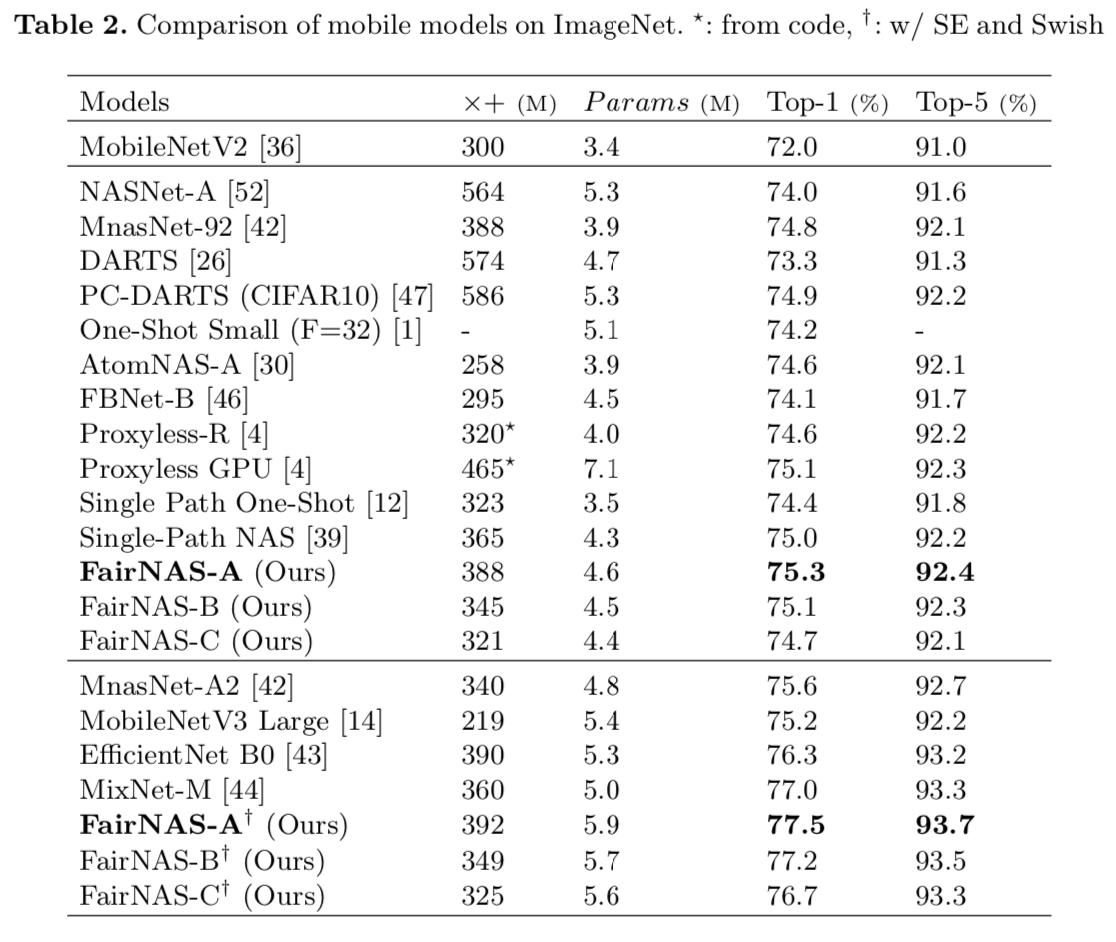 Table 2. Comparison of mobile models on ImageNet. ⋆: from code, †: w/ SE and Swish
Models ×+ (M) Params (M) Top-1 (%) Top-5 (%)
MobileNetV2 [36] 300 3.4 72.0 91.0
NASNet-A [52] 564 5.3 74.0 91.6
MnasNet-92 [42] 388 3.9 74.8 92.1
DARTS [26] 574 4.7 73.3 91.3
PC-DARTS (CIFAR10) [47] 586 5.3 74.9 92.2
One-Shot Small (F=32) [1] - 5.1 74.2 -
AtomNAS-A [30] 258 3.9 74.6 92.1
FBNet-B [46] 295 4.5 74.1 91.7
Proxyless-R [4] 320⋆ 4.0 74.6 92.2
Proxyless GPU [4] 465⋆ 7.1 75.1 92.3
Single Path One-Shot [12] 323 3.5 74.4 91.8
Single-Path NAS [39] 365 4.3 75.0 92.2
FairNAS-A (Ours) 388 4.6 75.3 92.4
FairNAS-B (Ours) 345 4.5 75.1 92.3
FairNAS-C (Ours) 321 4.4 74.7 92.1
MnasNet-A2 [42] 340 4.8 75.6 92.7
MobileNetV3 Large [14] 219 5.4 75.2 92.2
EfficientNet B0 [43] 390 5.3 76.3 93.2
MixNet-M [44] 360 5.0 77.0 93.3
FairNAS-A† (Ours) 392 5.9 77.5 93.7
FairNAS-B† (Ours) 349 5.7 77.2 93.5
FairNAS-C† (Ours) 325 5.6 76.7 93.3